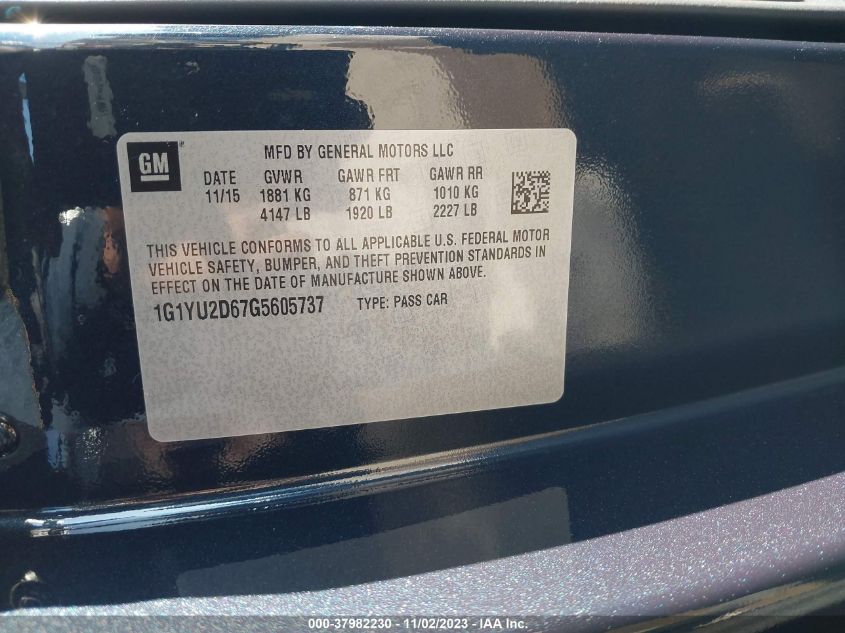 GM
MFD BY GENERAL MOTORS LLC
DATE GVWR GAWR FRT GAWR RR
11/15 1881 KG 871 KG 1010 KG
4147 LB 1920 LB 2227 LB
THIS VEHICLE CONFORMS TO ALL APPLICABLE U.S. FEDERAL MOTOR
VEHICLE SAFETY, BUMPER, AND THEFT PREVENTION STANDARDS IN
EFFECT ON THE DATE OF MANUFACTURE SHOWN ABOVE.
1G1YU2D67G5605737 TYPE: PASS CAR
000-37982230 - 11/02/2023 - IAA Inc.